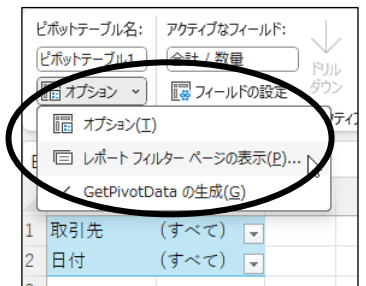 ピボットテーブル名: アクティブなフィールド:
ピボットテーブル1 合計 / 数量
ドリル
ダウン
オプション フィールドの設定
オプション(T)
レポート フィルター ページの表示(P)...
GetPivotData の生成(G)
1 取引先 (すべて)
2 日付 (すべて)